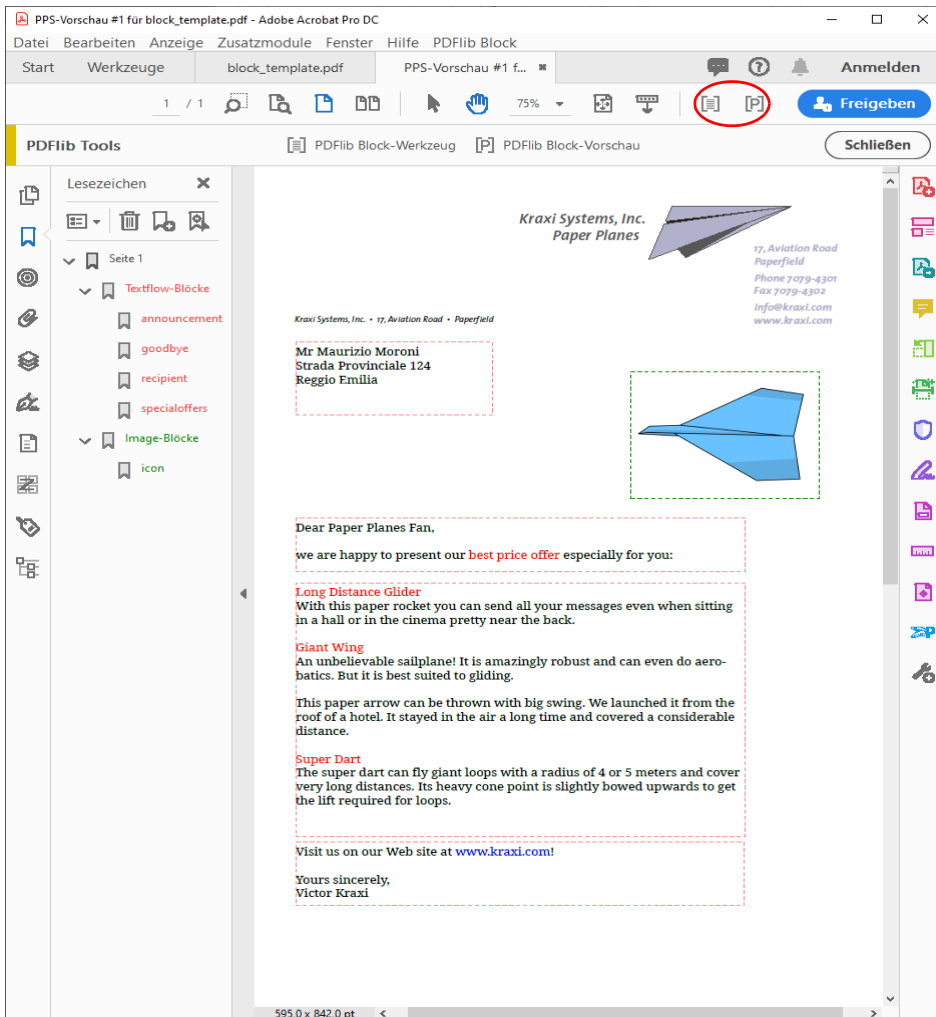 PPS-Vorschau #1 für block_template.pdf - Adobe Acrobat Pro DC
Datei Bearbeiten Anzeige Zusatzmodule Fenster Hilfe PDFlib Block
Start Werkzeuge block_template.pdf PPS-Vorschau #1 f... Anmelden
1 / 1 75% [P] Freigeben
PDFlib Tools PDFlib Block-Werkzeug [P] PDFlib Block-Vorschau Schließen
Lesezeichen
Seite 1
Textflow-Blöcke
announcement
goodbye
recipient
specialoffers
Image-Blöcke
icon
Kraxi Systems, Inc.
Paper Planes
17, Aviation Road
Paperfield
Phone 7079-4301
Fax 7079-4302
info@kraxi.com
www.kraxi.com
Kraxi Systems, Inc. • 17, Aviation Road • Paperfield
Mr Maurizio Moroni
Strada Provinciale 124
Reggio Emilia
Dear Paper Planes Fan,
we are happy to present our best price offer especially for you:
Long Distance Glider
With this paper rocket you can send all your messages even when sitting
in a hall or in the cinema pretty near the back.
Giant Wing
An unbelievable sailplane! It is amazingly robust and can even do aero-
batics. But it is best suited to gliding.
This paper arrow can be thrown with big swing. We launched it from the
roof of a hotel. It stayed in the air a long time and covered a considerable
distance.
Super Dart
The super dart can fly giant loops with a radius of 4 or 5 meters and cover
very long distances. Its heavy cone point is slightly bowed upwards to get
the lift required for loops.
Visit us on our Web site at www.kraxi.com!
Yours sincerely,
Victor Kraxi
595,0 x 842,0 pt